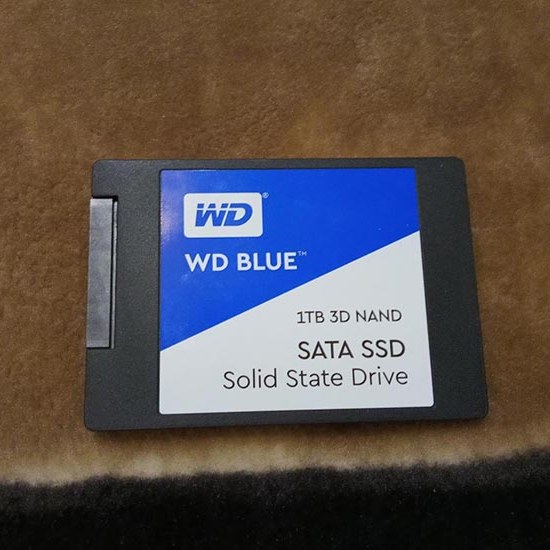 WD®
WD BLUE™
1TB 3D NAND
SATA SSD
Solid State Drive